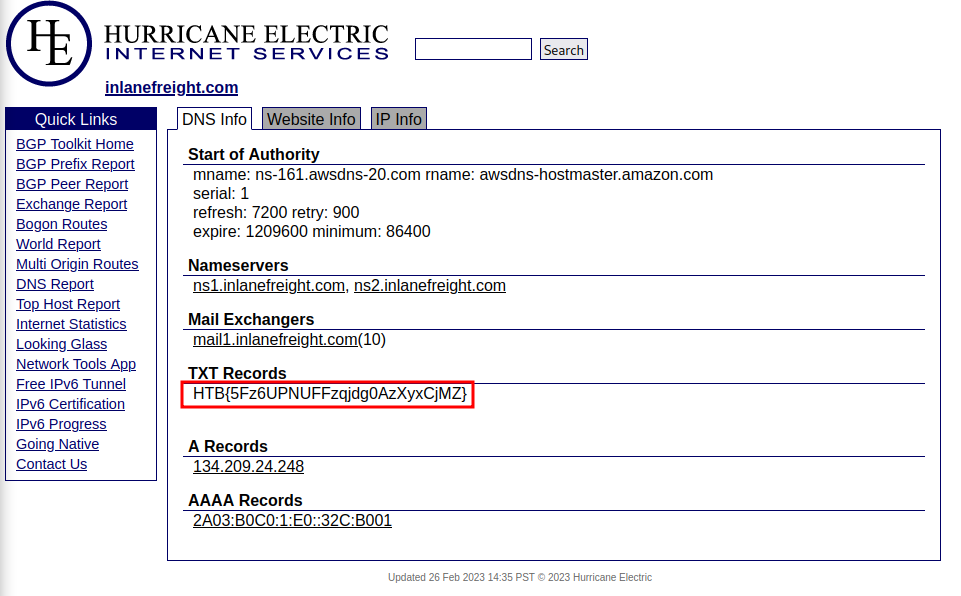 HE
HURRICANE ELECTRIC
INTERNET SERVICES
Search
inlanefreight.com
Quick Links
BGP Toolkit Home
BGP Prefix Report
BGP Peer Report
Exchange Report
Bogon Routes
World Report
Multi Origin Routes
DNS Report
Top Host Report
Internet Statistics
Looking Glass
Network Tools App
Free IPv6 Tunnel
IPv6 Certification
IPv6 Progress
Going Native
Contact Us
DNS Info Website Info IP Info
Start of Authority
mname: ns-161.awsdns-20.com rname: awsdns-hostmaster.amazon.com
serial: 1
refresh: 7200 retry: 900
expire: 1209600 minimum: 86400
Nameservers
ns1.inlanefreight.com, ns2.inlanefreight.com
Mail Exchangers
mail1.inlanefreight.com(10)
TXT Records
HTB{5Fz6UPNUFFzqjdg0AzXyxCjMZ}
A Records
134.209.24.248
AAAA Records
2A03:B0C0:1:E0::32C:B001
Updated 26 Feb 2023 14:35 PST © 2023 Hurricane Electric